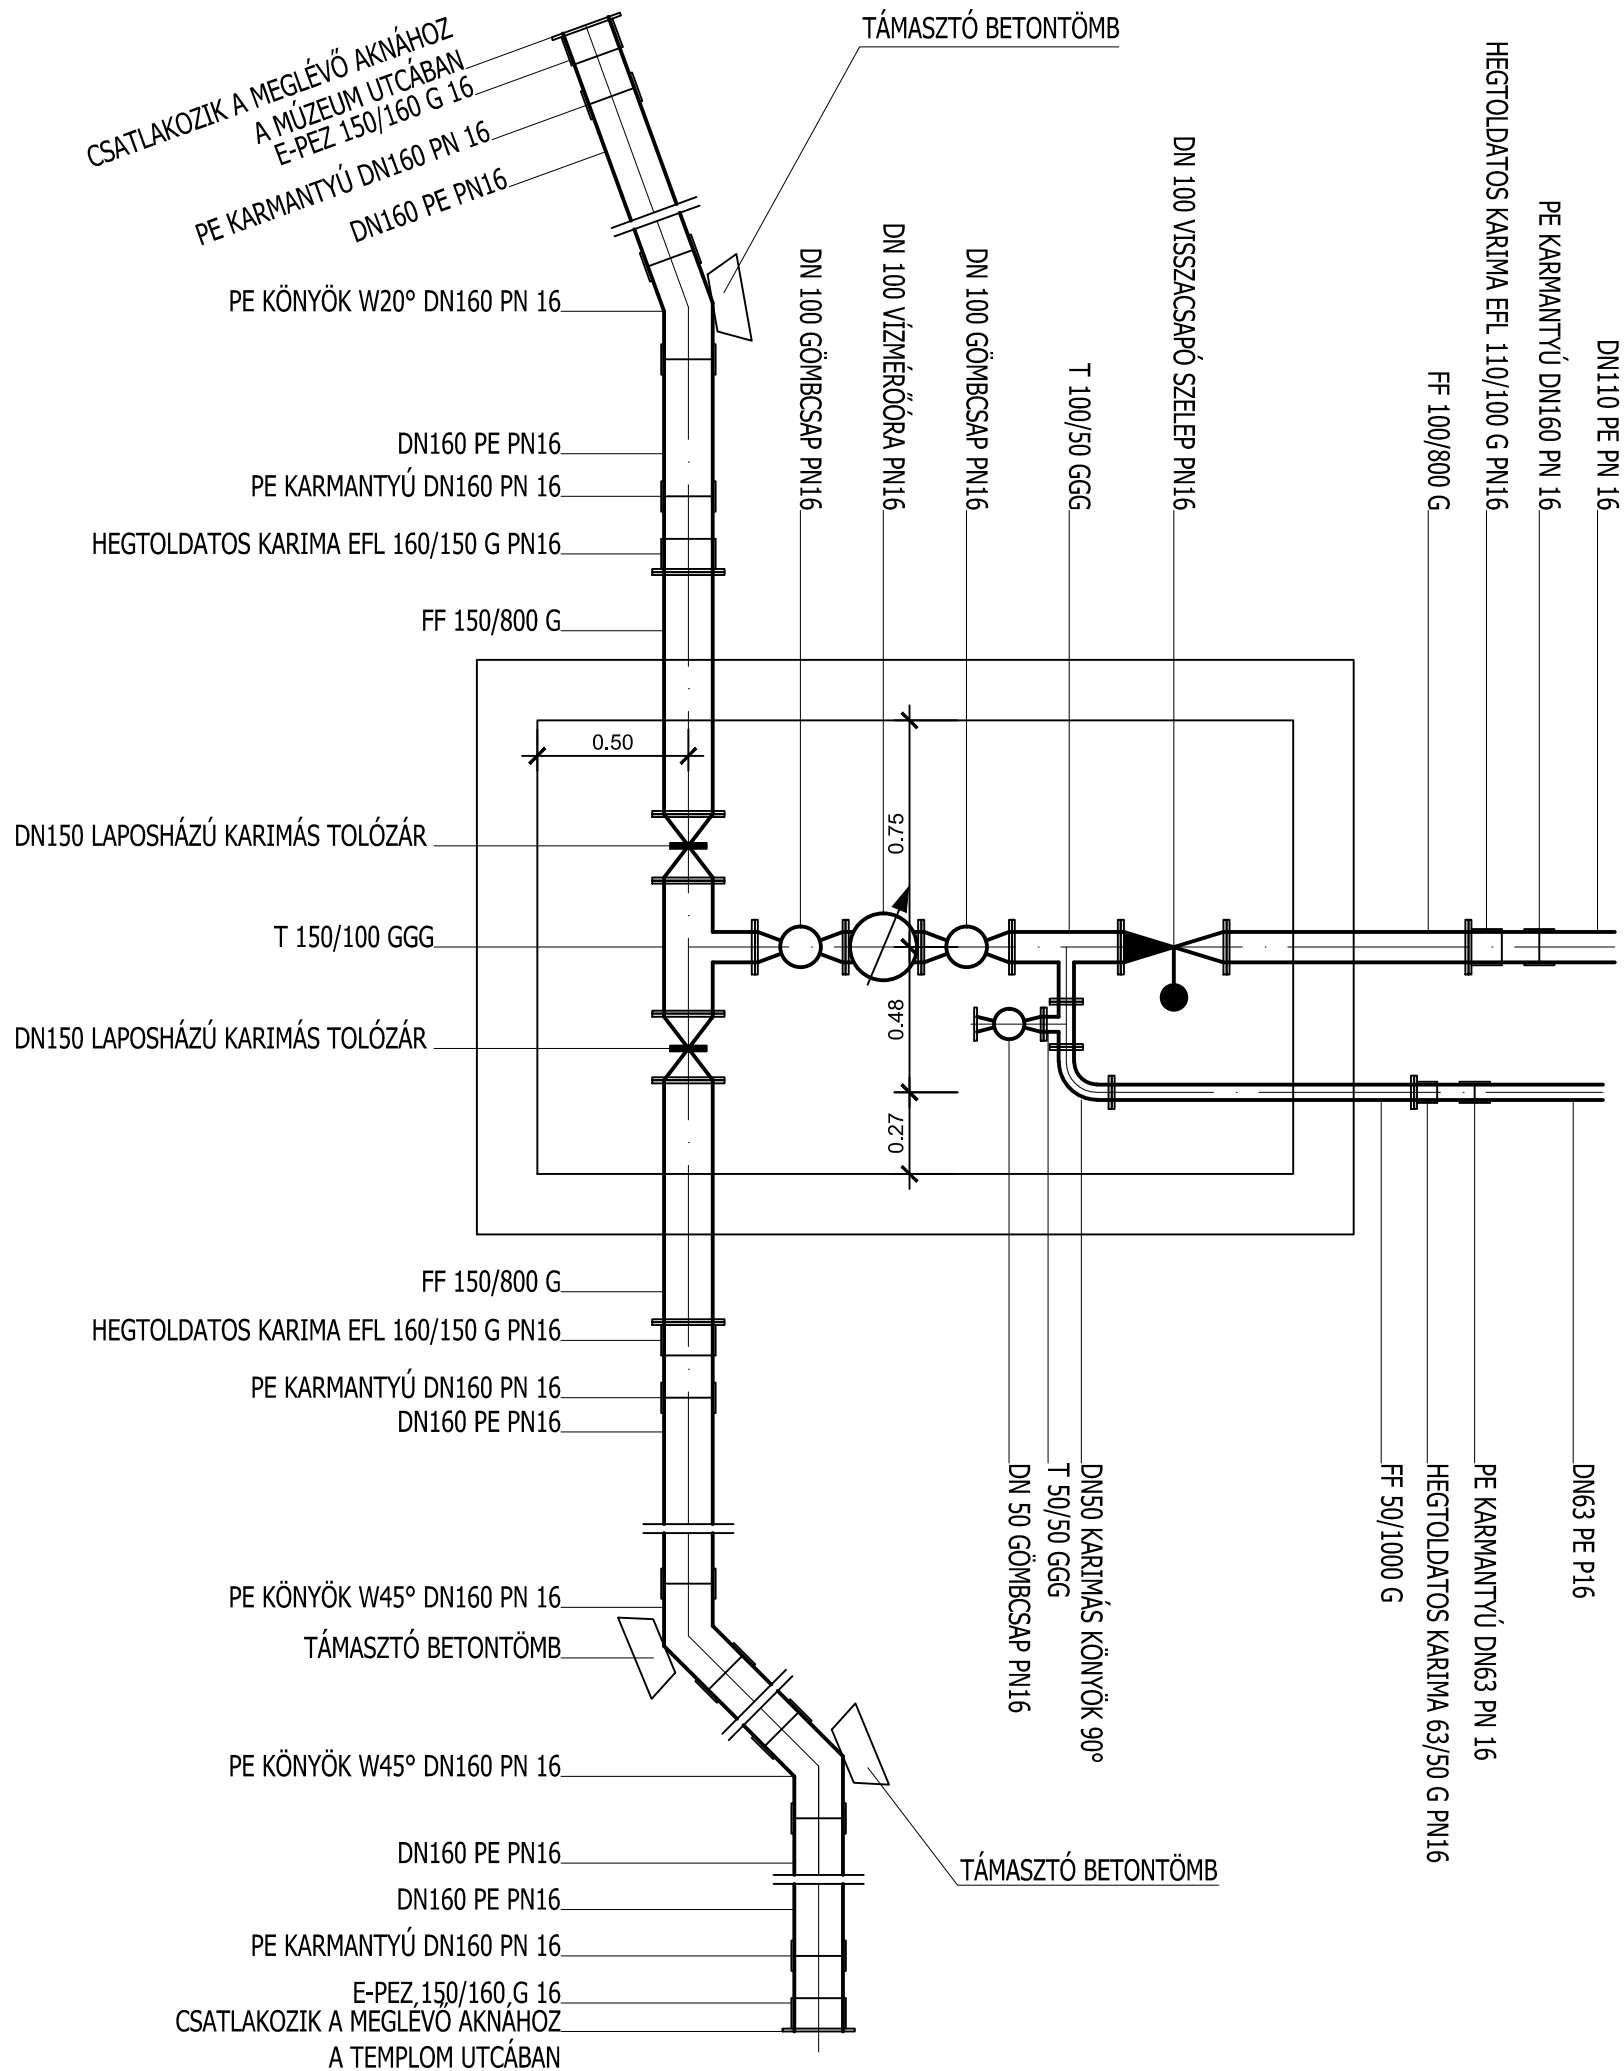 CSATLAKOZIK A MEGLÉVŐ AKNÁHOZ
A MÚZEUM UTCÁBAN
E-PEZ 150/160 G 16
PE KARMANTYÚ DN160 PN 16
DN160 PE PN16
TÁMASZTÓ BETONTÖMB
PE KÖNYÖK W20° DN160 PN 16
DN160 PE PN16
PE KARMANTYÚ DN160 PN 16
HEGTOLDATOS KARIMA EFL 160/150 G PN16
FF 150/800 G
DN 100 GÖMBCSAP PN16
DN 100 VÍZMÉRŐÓRA PN16
DN 100 GÖMBCSAP PN16
T 100/50 GGG
DN 100 VISSZACSAPÓ SZELEP PN16
FF 100/800 G
HEGTOLDATOS KARIMA EFL 110/100 G PN16
PE KARMANTYÚ DN160 PN 16
DN110 PE PN 16
0.50
0.75
0.48
0.27
DN150 LAPOSHÁZÚ KARIMÁS TOLÓZÁR
T 150/100 GGG
DN150 LAPOSHÁZÚ KARIMÁS TOLÓZÁR
FF 150/800 G
HEGTOLDATOS KARIMA EFL 160/150 G PN16
PE KARMANTYÚ DN160 PN 16
DN160 PE PN16
PE KÖNYÖK W45° DN160 PN 16
TÁMASZTÓ BETONTÖMB
PE KÖNYÖK W45° DN160 PN 16
DN160 PE PN16
DN160 PE PN16
PE KARMANTYÚ DN160 PN 16
E-PEZ 150/160 G 16
CSATLAKOZIK A MEGLÉVŐ AKNÁHOZ
A TEMPLOM UTCÁBAN
DN 50 GÖMBCSAP PN16
T 50/50 GGG
DN50 KARIMÁS KÖNYÖK 90°
FF 50/1000 G
HEGTOLDATOS KARIMA 63/50 G PN16
PE KARMANTYÚ DN63 PN 16
DN63 PE P16
TÁMASZTÓ BETONTÖMB